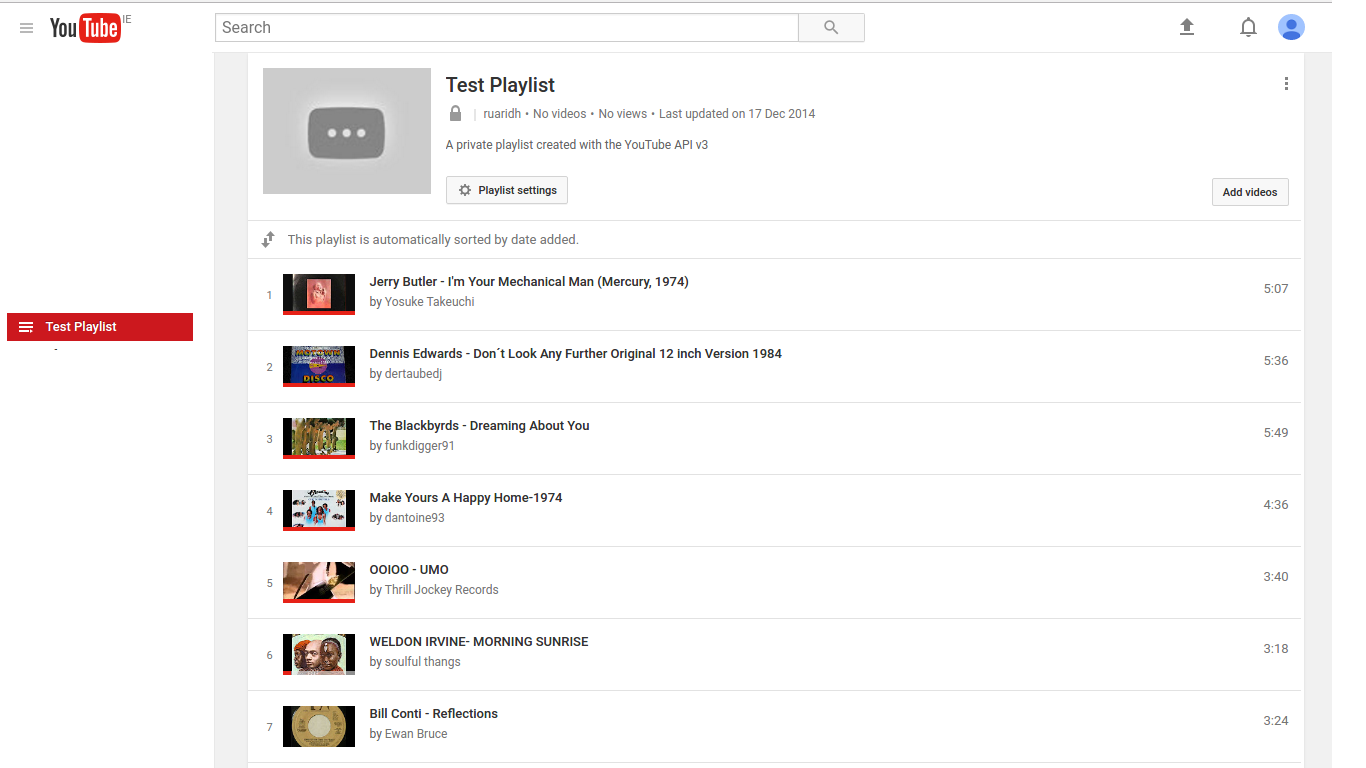 YouTube IE
Search
Test Playlist
ruaridh • No videos • No views • Last updated on 17 Dec 2014
A private playlist created with the YouTube API v3
Playlist settings
Add videos
This playlist is automatically sorted by date added.
Test Playlist
1
Jerry Butler - I'm Your Mechanical Man (Mercury, 1974)
5:07
by Yosuke Takeuchi
2
Dennis Edwards - Don´t Look Any Further Original 12 inch Version 1984
5:36
by dertaubedj
DISCO
3
The Blackbyrds - Dreaming About You
5:49
by funkdigger91
4
Make Yours A Happy Home-1974
4:36
by dantoine93
5
OOIOO - UMO
3:40
by Thrill Jockey Records
6
WELDON IRVINE- MORNING SUNRISE
3:18
by soulful thangs
7
Bill Conti - Reflections
3:24
by Ewan Bruce